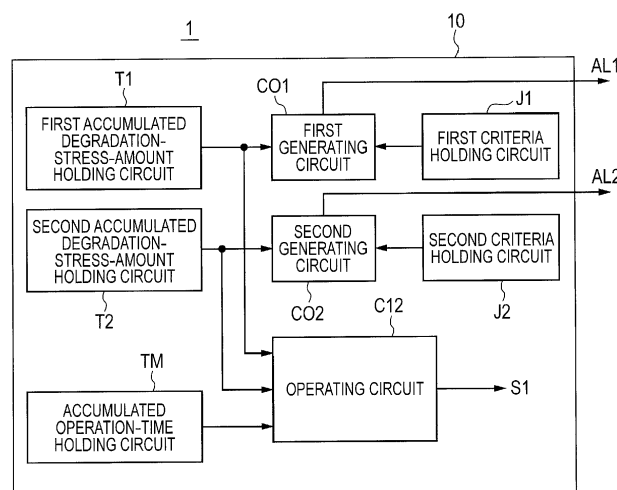 1
10
T1
CO1
J1
AL1
FIRST ACCUMULATED
DEGRADATION-
STRESS-AMOUNT
HOLDING CIRCUIT
FIRST
GENERATING
CIRCUIT
FIRST CRITERIA
HOLDING CIRCUIT
AL2
SECOND ACCUMULATED
DEGRADATION-
STRESS-AMOUNT
HOLDING CIRCUIT
SECOND
GENERATING
CIRCUIT
SECOND CRITERIA
HOLDING CIRCUIT
T2
CO2
C12
J2
TM
ACCUMULATED
OPERATION-TIME
HOLDING CIRCUIT
OPERATING CIRCUIT
S1